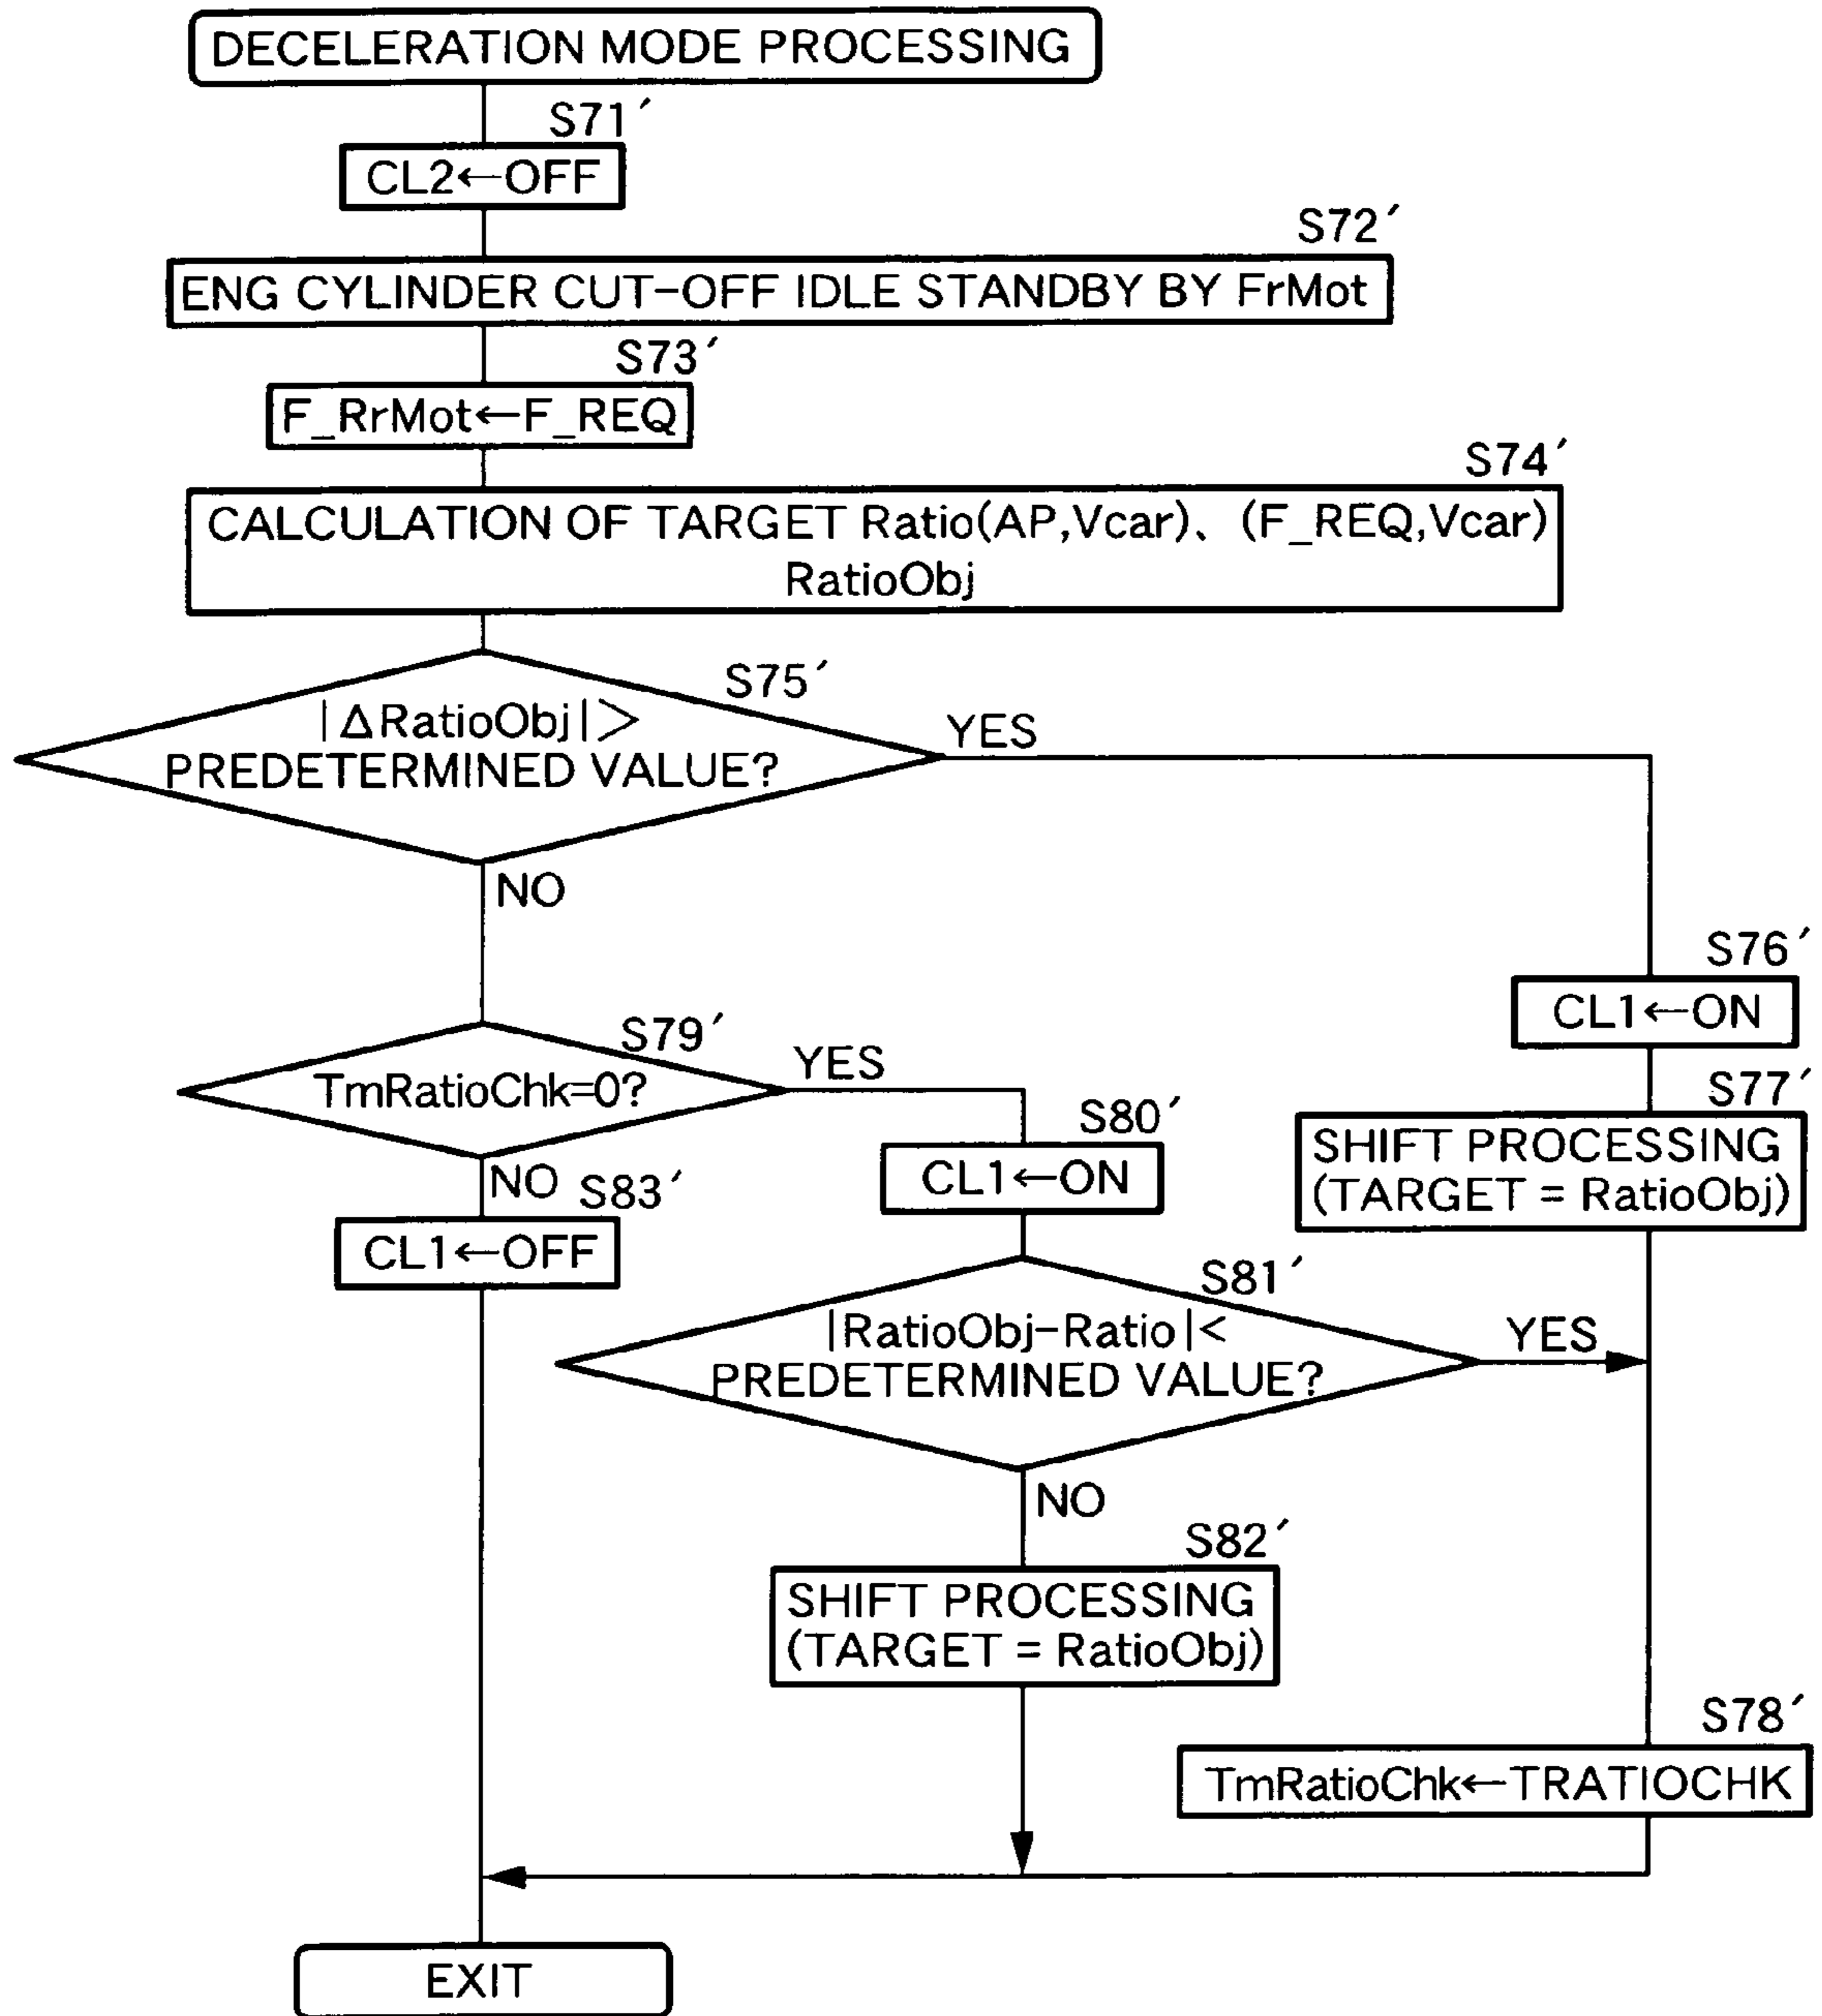 DECELERATION MODE PROCESSING
S71′
CL2←OFF
S72′
ENG CYLINDER CUT-OFF IDLE STANDBY BY FrMot
S73′
F_RrMot←F_REQ
S74′
CALCULATION OF TARGET Ratio(AP,Vcar)、(F_REQ,Vcar)
RatioObj
S75′
|ΔRatioObj|>
PREDETERMINED VALUE?
YES
NO
S76′
CL1←ON
S77′
SHIFT PROCESSING
(TARGET = RatioObj)
S79′
TmRatioChk=0?
YES
NO
S80′
CL1←ON
S83′
CL1←OFF
S81′
|RatioObj-Ratio|<
PREDETERMINED VALUE?
YES
NO
S82′
SHIFT PROCESSING
(TARGET = RatioObj)
S78′
TmRatioChk←TRATIOCHK
EXIT